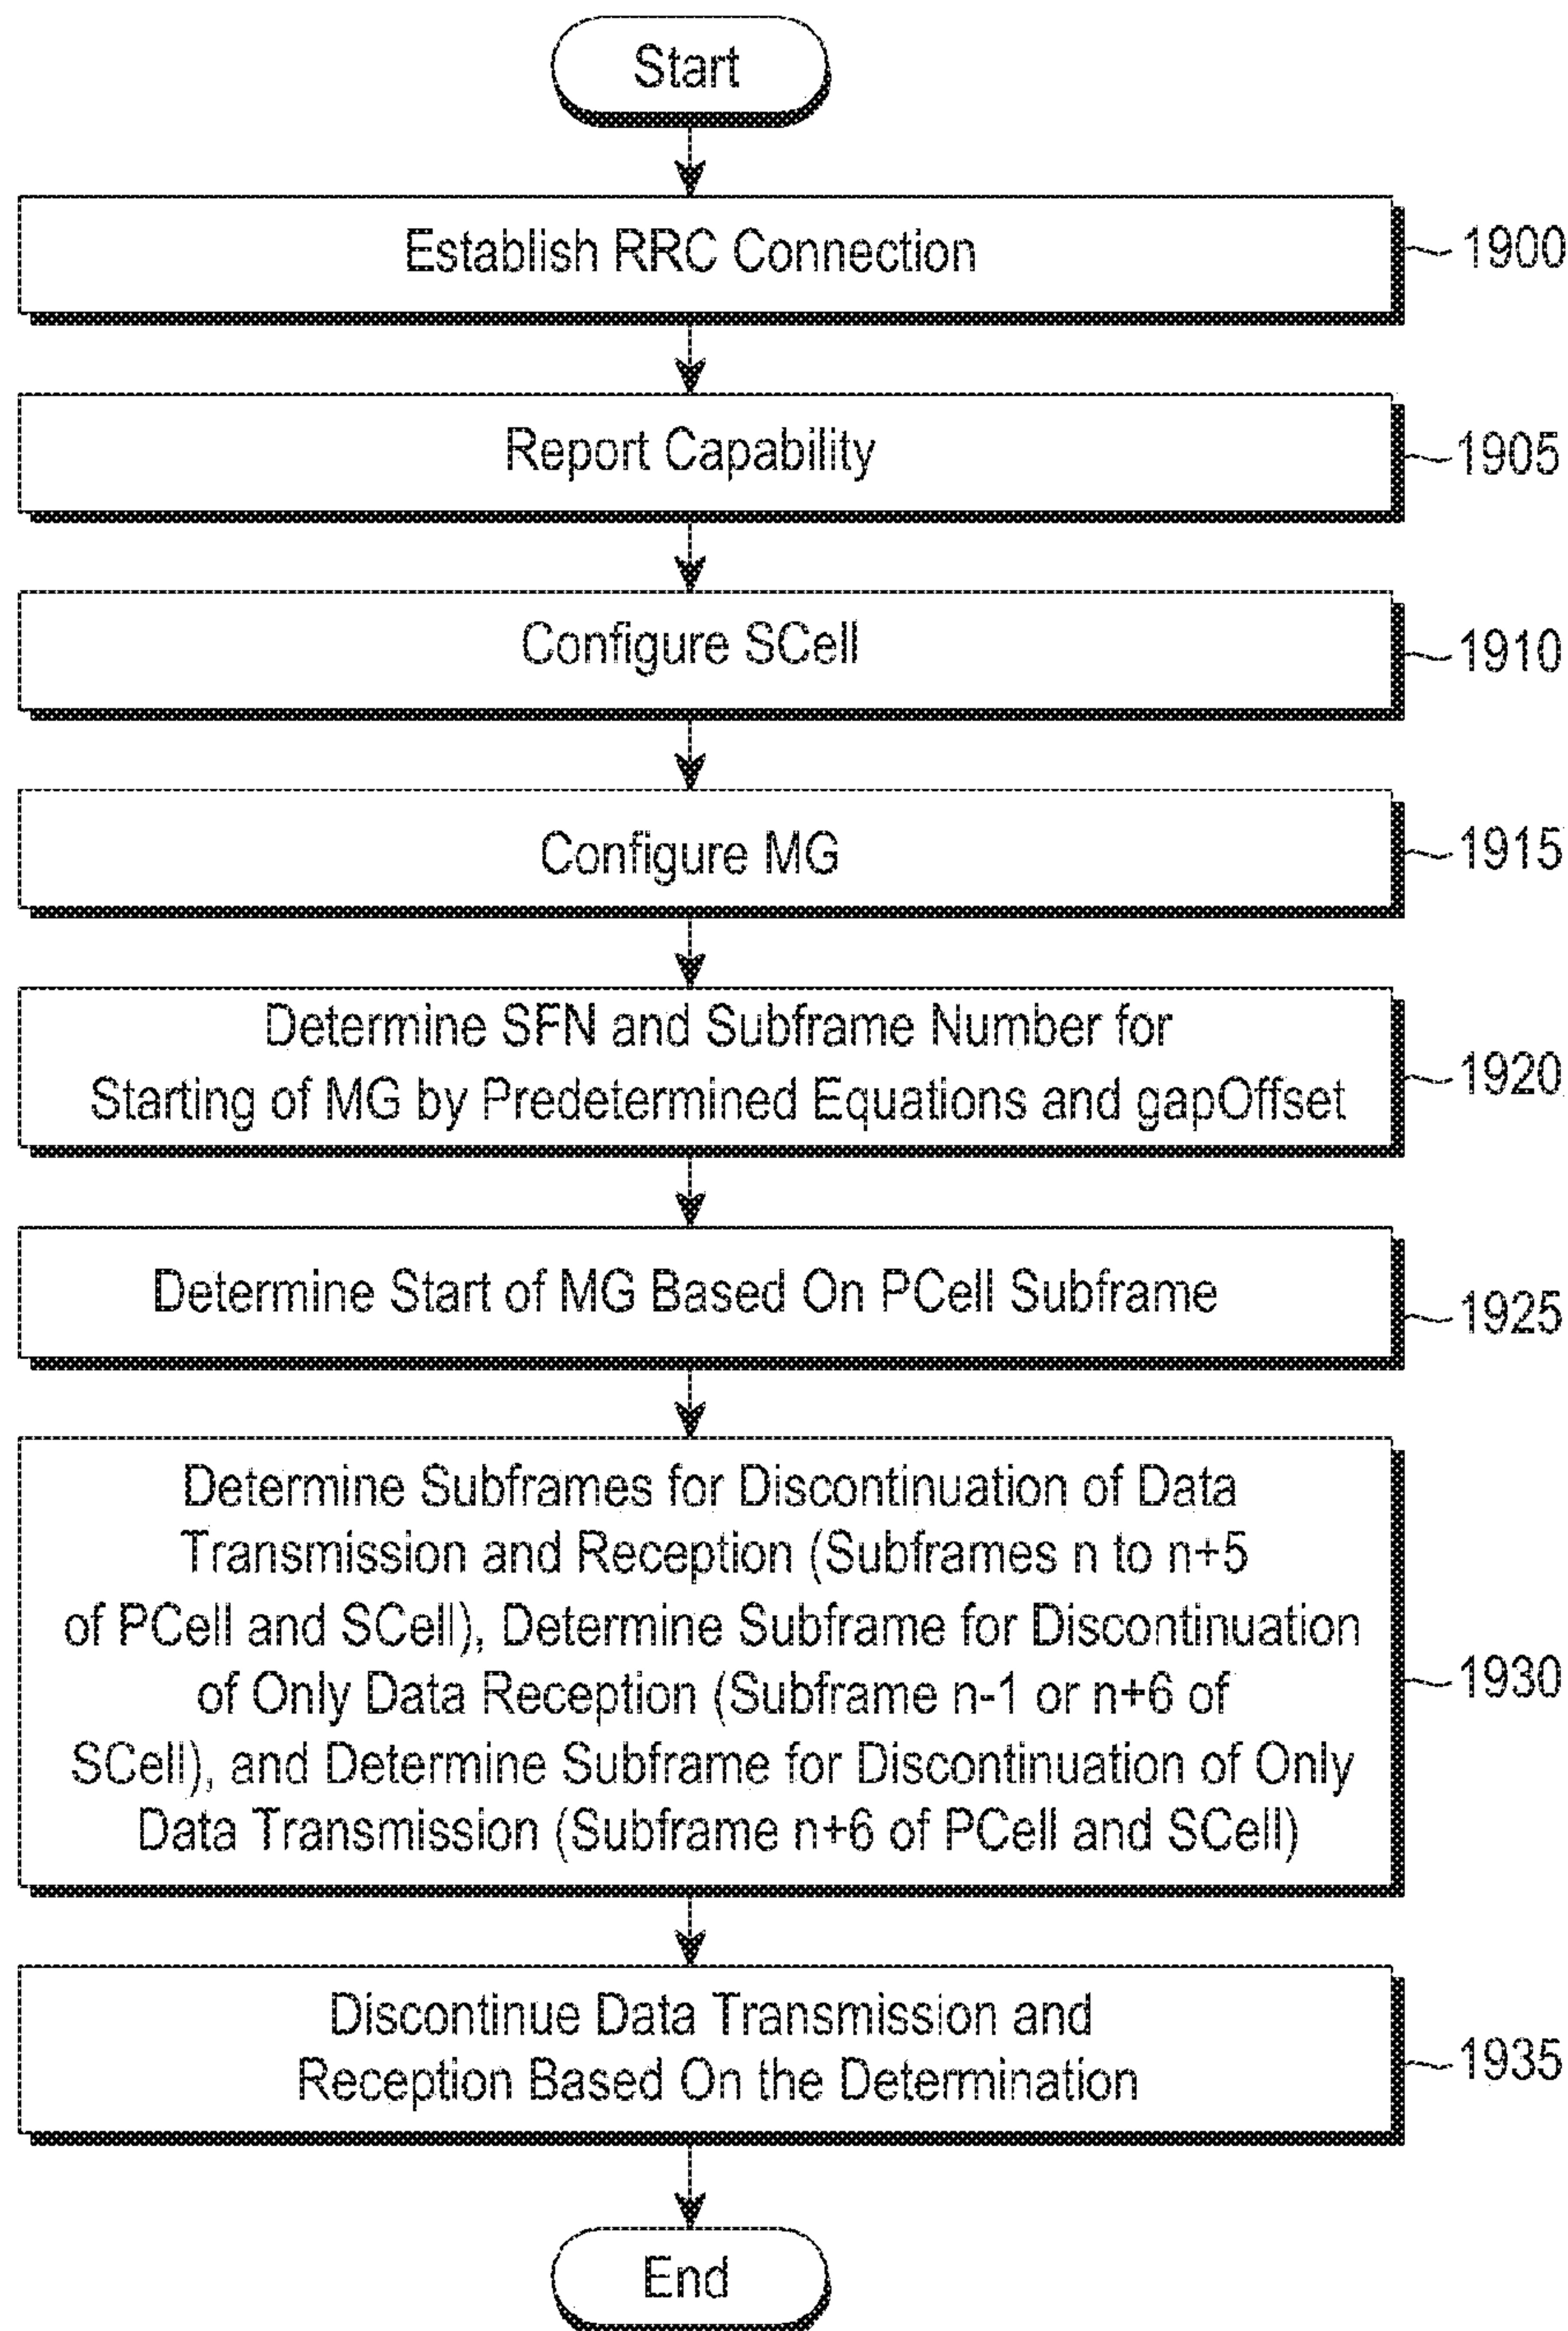 Start
Establish RRC Connection
1900
Report Capability
1905
Configure SCell
1910
Configure MG
1915
Determine SFN and Subframe Number for
Starting of MG by Predetermined Equations and gapOffset
1920
Determine Start of MG Based On PCell Subframe
1925
Determine Subframes for Discontinuation of Data
Transmission and Reception (Subframes n to n+5
of PCell and SCell), Determine Subframe for Discontinuation
of Only Data Reception (Subframe n-1 or n+6 of
SCell), and Determine Subframe for Discontinuation of Only
Data Transmission (Subframe n+6 of PCell and SCell)
1930
Discontinue Data Transmission and
Reception Based On the Determination
1935
End